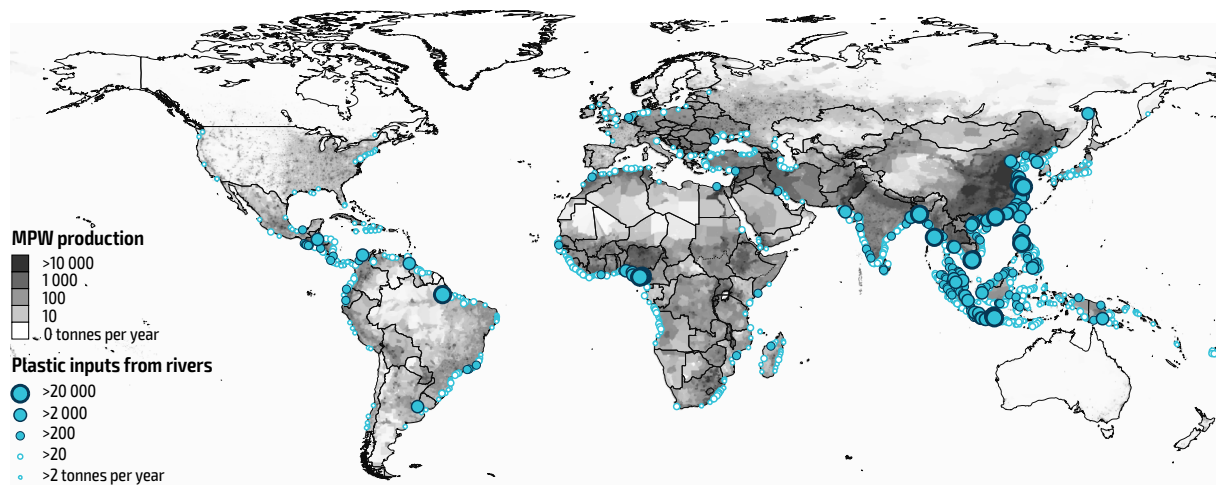 MPW production
>10 000
1 000
100
10
0 tonnes per year
Plastic inputs from rivers
>20 000
>2 000
>200
>20
>2 tonnes per year